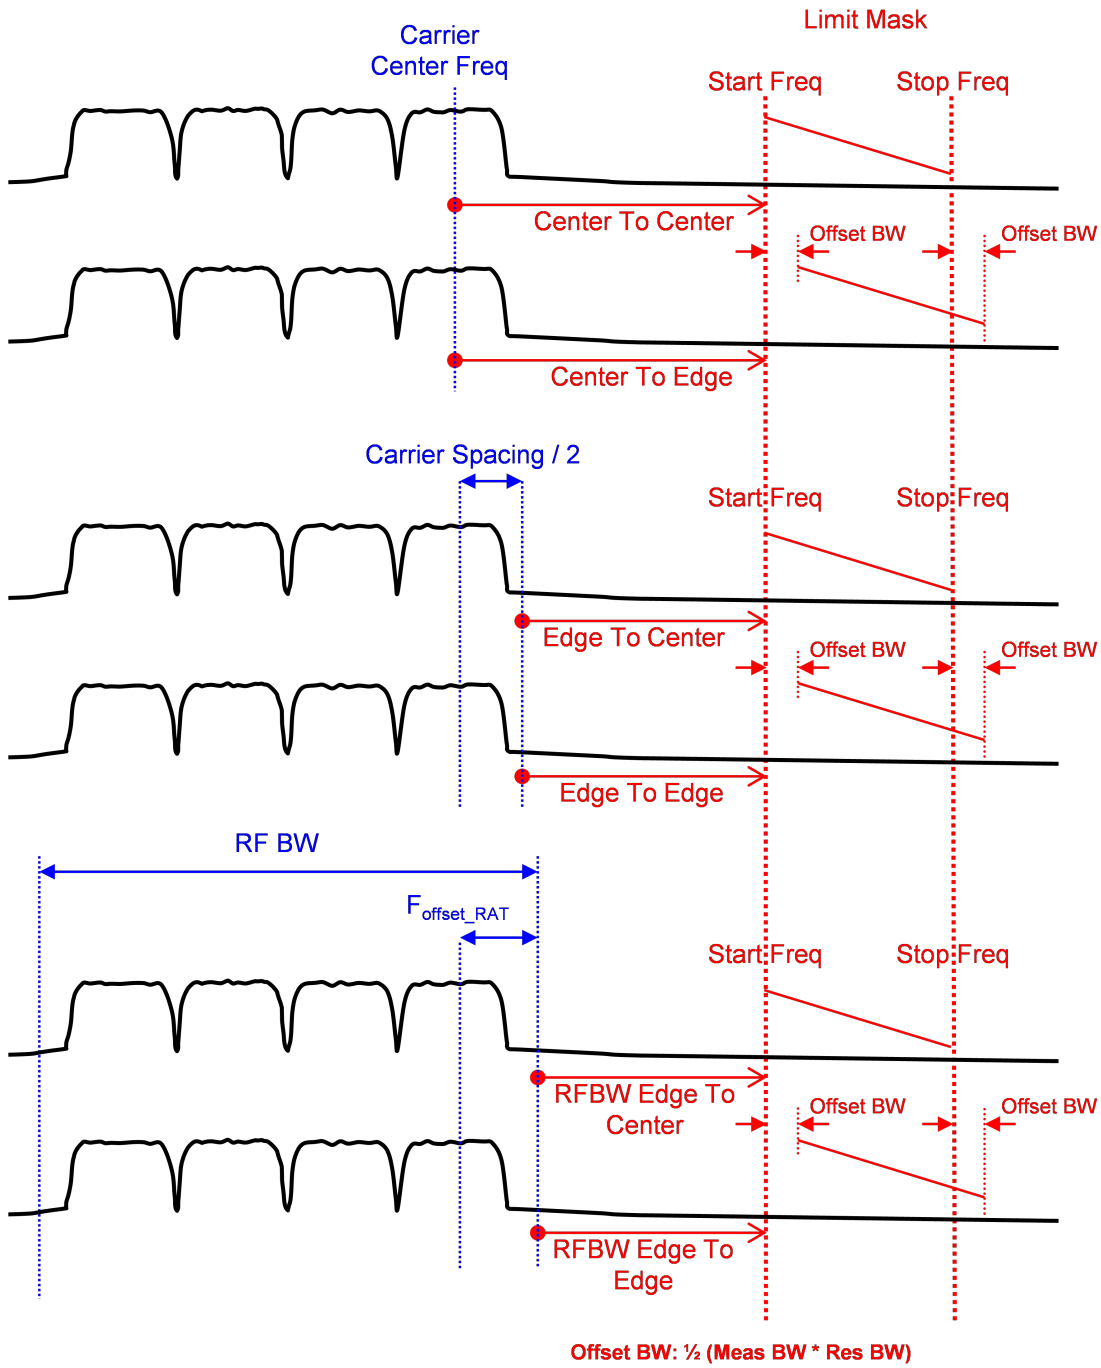 Limit Mask
Carrier
Center Freq
Start Freq
Stop Freq
Center To Center
Offset BW
Offset BW
Center To Edge
Carrier Spacing / 2
Start Freq
Stop Freq
Edge To Center
Offset BW
Offset BW
Edge To Edge
RF BW
Foffset_RAT
Start Freq
Stop Freq
RFBW Edge To
Center
Offset BW
Offset BW
RFBW Edge To
Edge
Offset BW: ½ (Meas BW * Res BW)